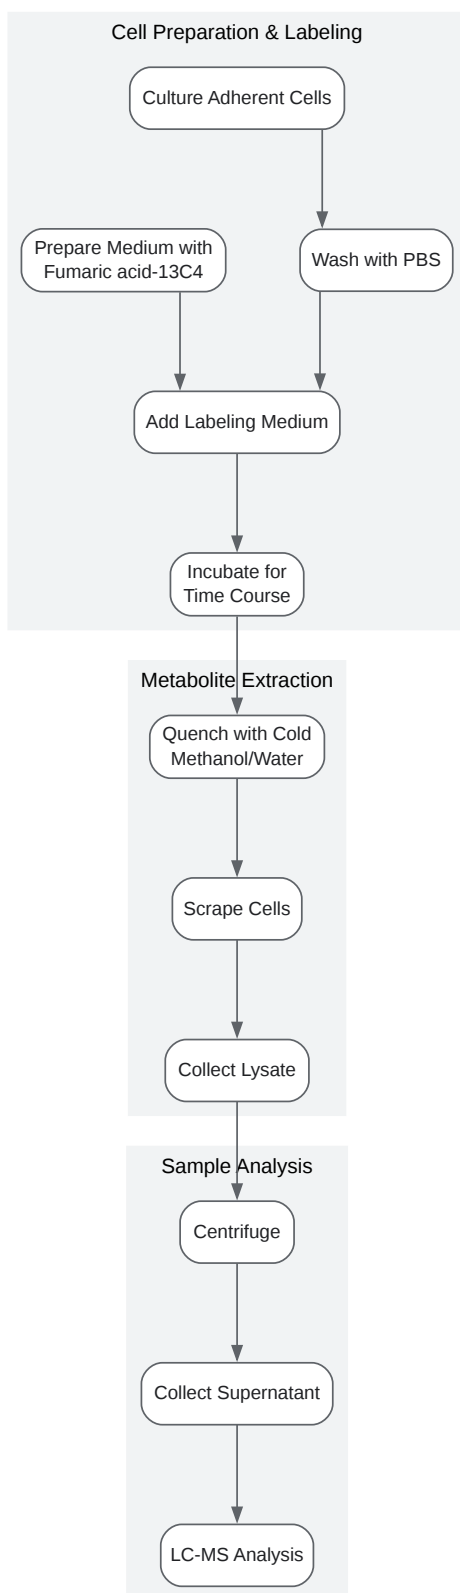 Cell Preparation & Labeling
Culture Adherent Cells
Prepare Medium with
Fumaric acid-13C4
Wash with PBS
Add Labeling Medium
Incubate for
Time Course
Metabolite Extraction
Quench with Cold
Methanol/Water
Scrape Cells
Collect Lysate
Sample Analysis
Centrifuge
Collect Supernatant
LC-MS Analysis